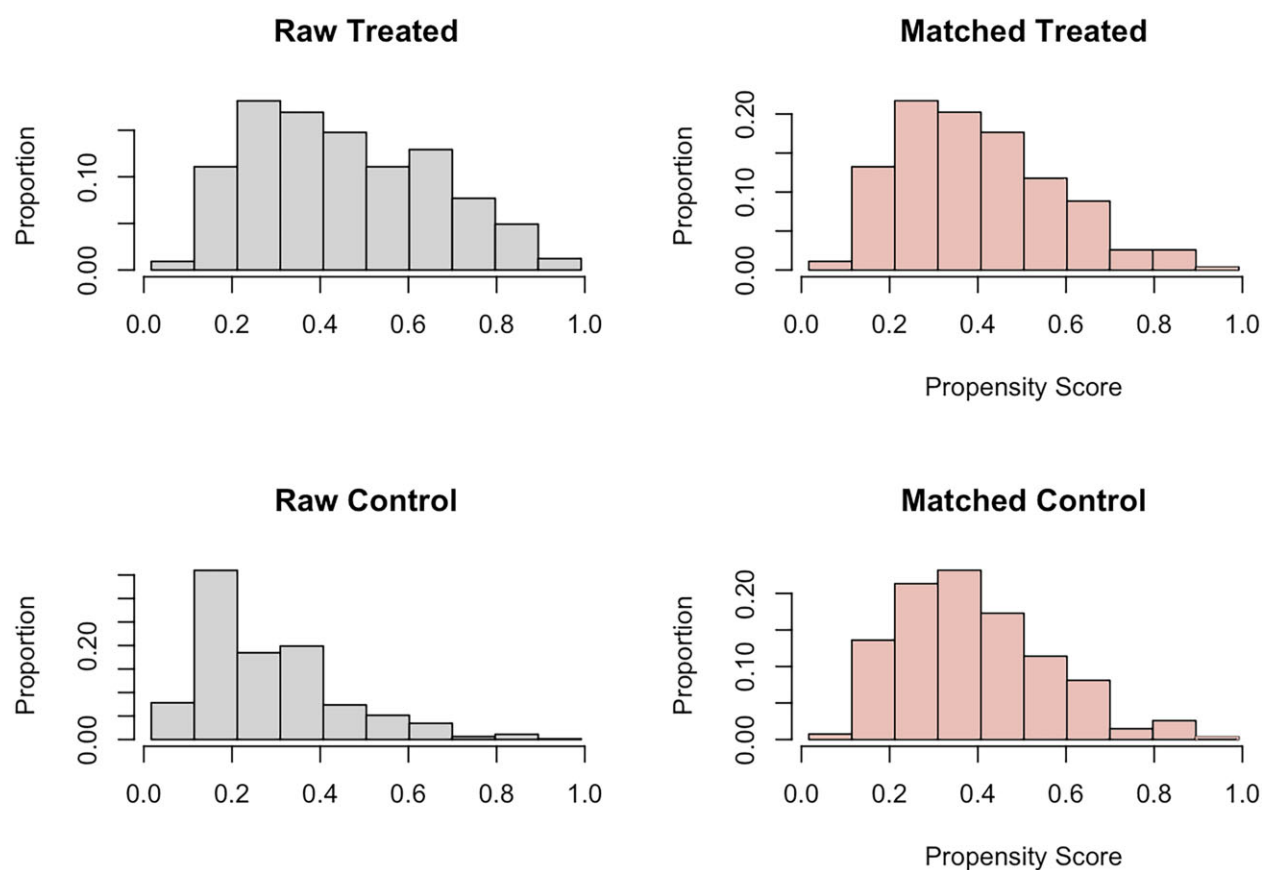 Raw Treated
Proportion
0.00 0.10
0.0 0.2 0.4 0.6 0.8 1.0
Matched Treated
Proportion
0.00 0.10 0.20
0.0 0.2 0.4 0.6 0.8 1.0
Propensity Score
Raw Control
Proportion
0.00 0.20
0.0 0.2 0.4 0.6 0.8 1.0
Matched Control
Proportion
0.00 0.10 0.20
0.0 0.2 0.4 0.6 0.8 1.0
Propensity Score